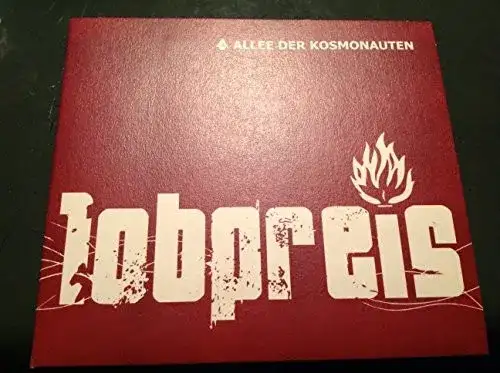 ALLEE DER KOSMONAUTEN
lobpreis